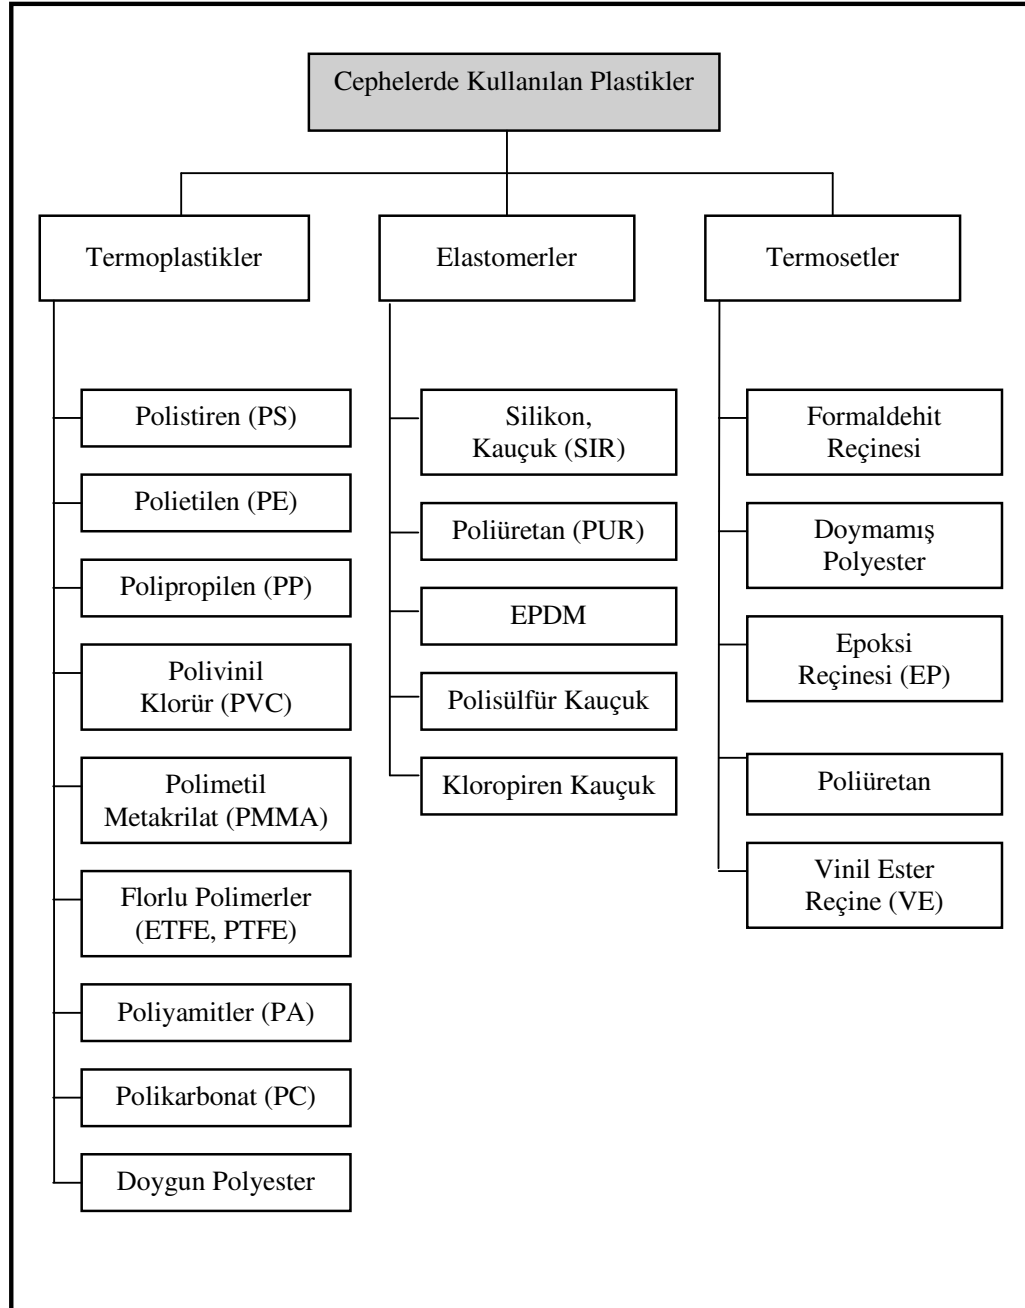 Cephelerde Kullanılan Plastikler
Termoplastikler
Polistiren (PS)
Polietilen (PE)
Polipropilen (PP)
Polivinil
Klorür (PVC)
Polimetil
Metakrilat (PMMA)
Florlu Polimerler
(ETFE, PTFE)
Poliyamitler (PA)
Polikarbonat (PC)
Doygun Polyester
Elastomerler
Silikon,
Kauçuk (SIR)
Poliüretan (PUR)
EPDM
Polisülfür Kauçuk
Kloropiren Kauçuk
Termosetler
Formaldehit
Reçinesi
Doymamış
Polyester
Epoksi
Reçinesi (EP)
Poliüretan
Vinil Ester
Reçine (VE)